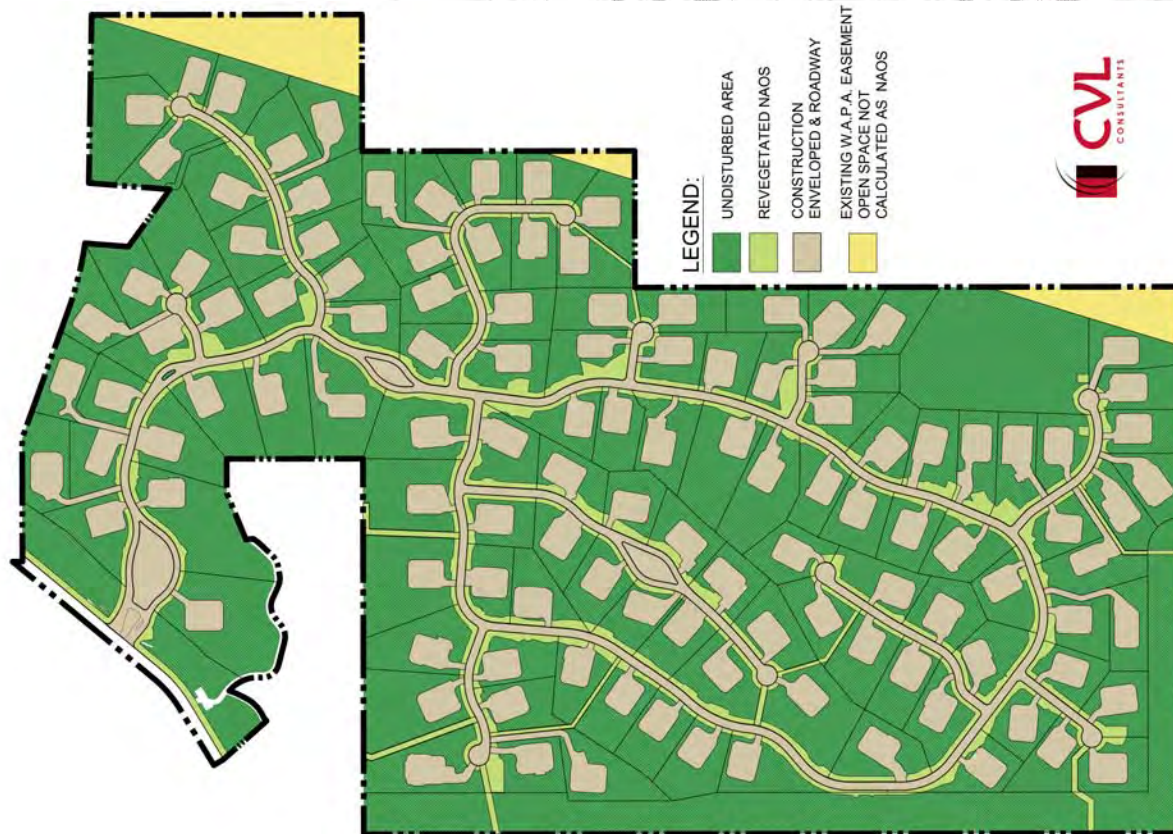 LEGEND:
UNDISTURBED AREA
REVEGETATED NAOS
CONSTRUCTION
ENVELOPED & ROADWAY
EXISTING W.A.P.A. EASEMENT
OPEN SPACE NOT
CALCULATED AS NAOS
CVL
CONSULTANTS